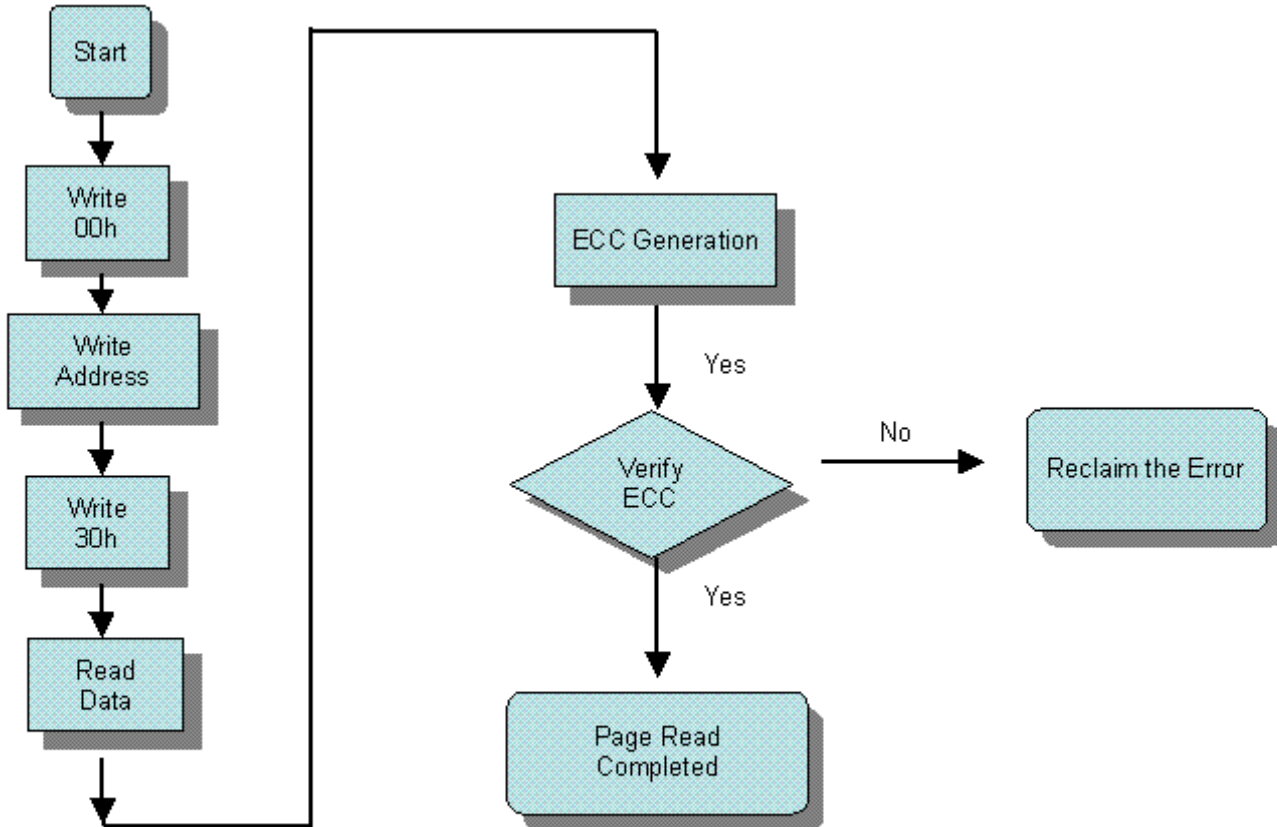 Start
Write
00h
Write
Address
Write
30h
Read
Data
ECC Generation
Yes
Verify
ECC
No
Reclaim the Error
Yes
Page Read
Completed